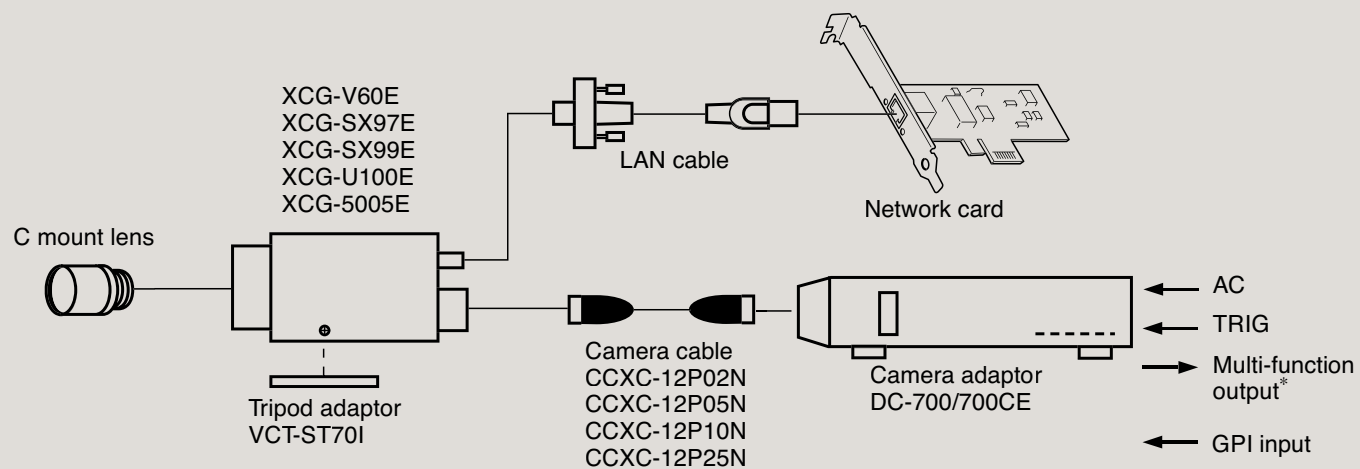 XCG-V60E
XCG-SX97E
XCG-SX99E
XCG-U100E
XCG-5005E
LAN cable
Network card
C mount lens
AC
TRIG
Multi-function
output*
GPI input
Camera cable
CCXC-12P02N
CCXC-12P05N
CCXC-12P10N
CCXC-12P25N
Camera adaptor
DC-700/700CE
Tripod adaptor
VCT-ST70I